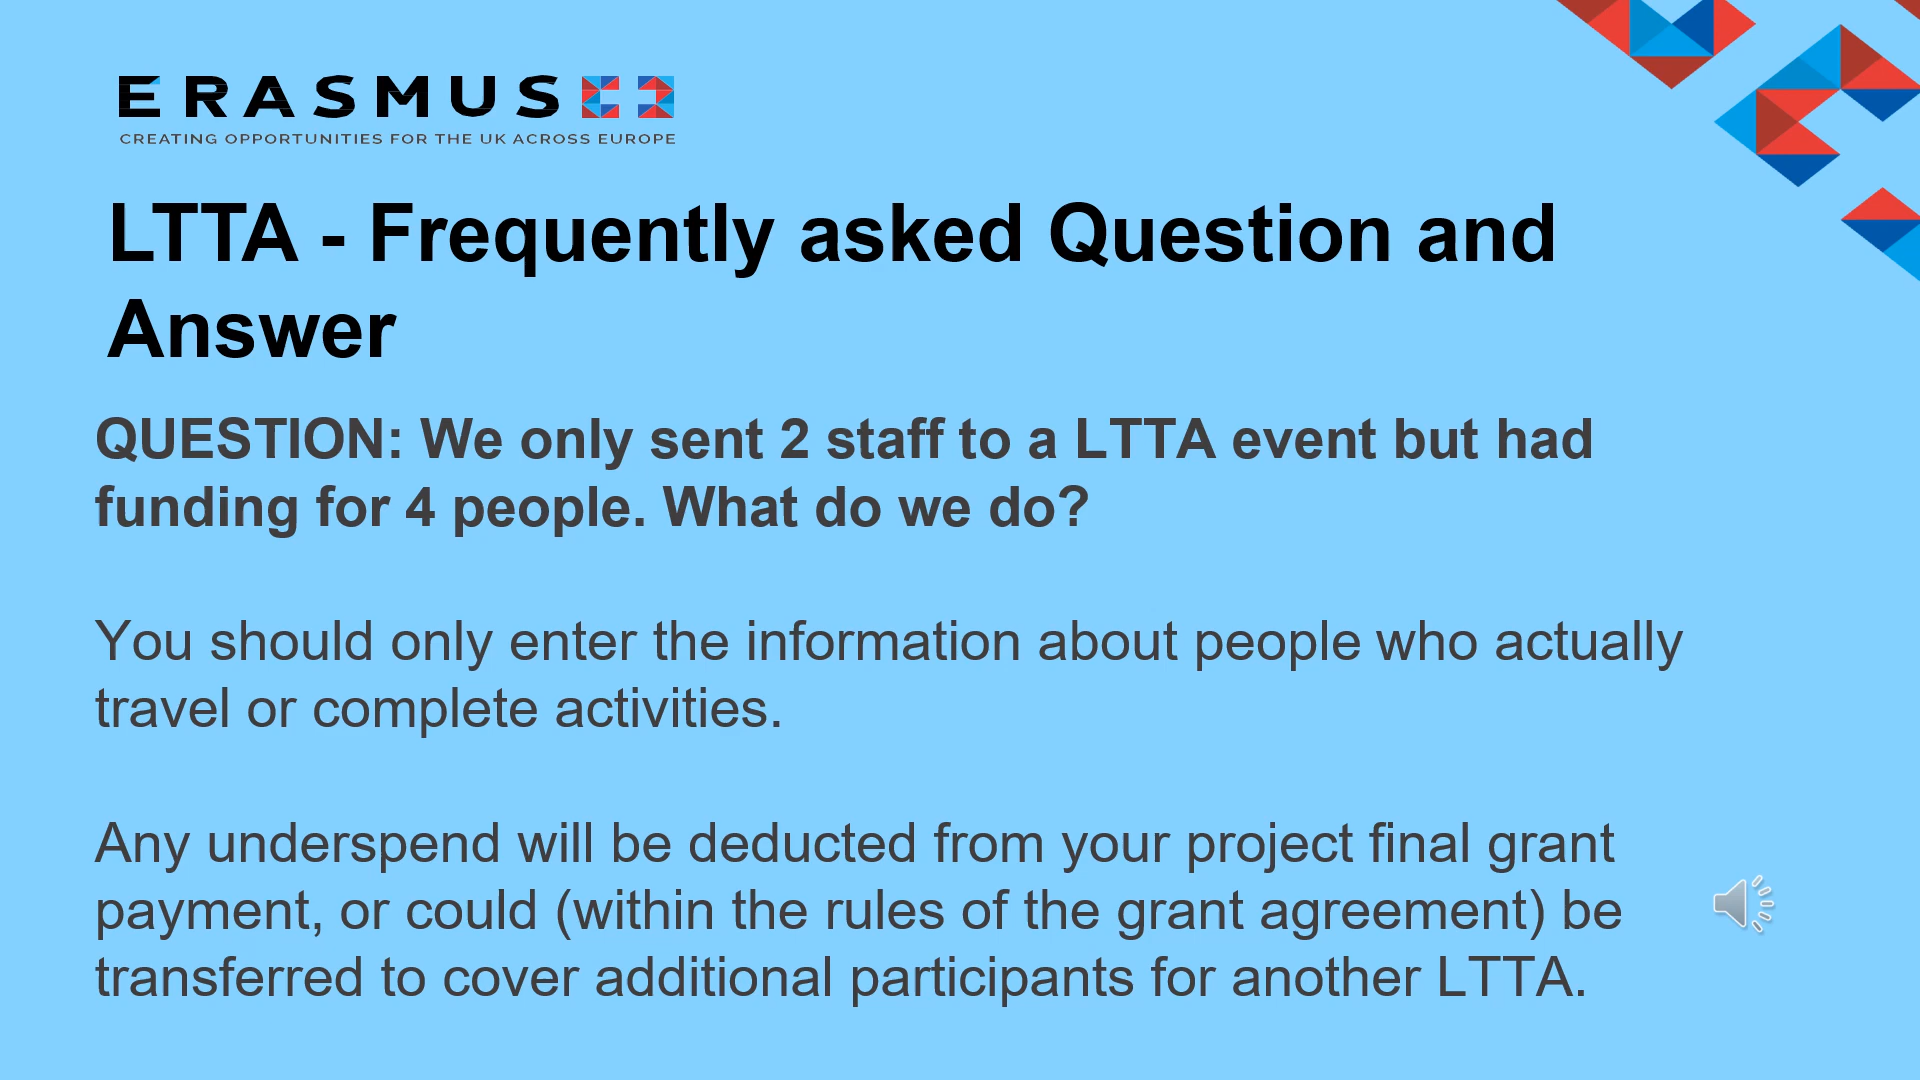 ERASMUS
CREATING OPPORTUNITIES FOR THE UK ACROSS EUROPE
LTTA - Frequently asked Question and
Answer
QUESTION: We only sent 2 staff to a LTTA event but had
funding for 4 people. What do we do?
You should only enter the information about people who actually
travel or complete activities.
Any underspend will be deducted from your project final grant
payment, or could (within the rules of the grant agreement) be
transferred to cover additional participants for another LTTA.